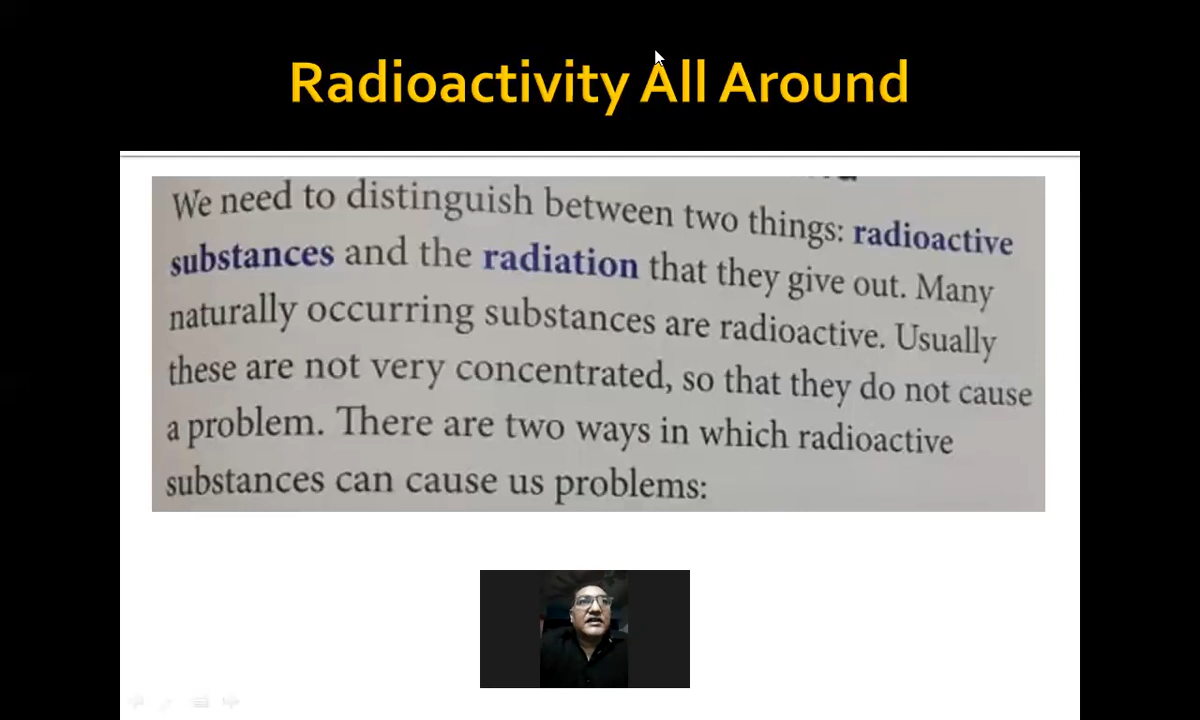 Radioactivity All Around
We need to distinguish between two things: radioactive
substances and the radiation that they give out. Many
naturally occurring substances are radioactive. Usually
these are not very concentrated, so that they do not cause
a problem. There are two ways in which radioactive
substances can cause us problems: